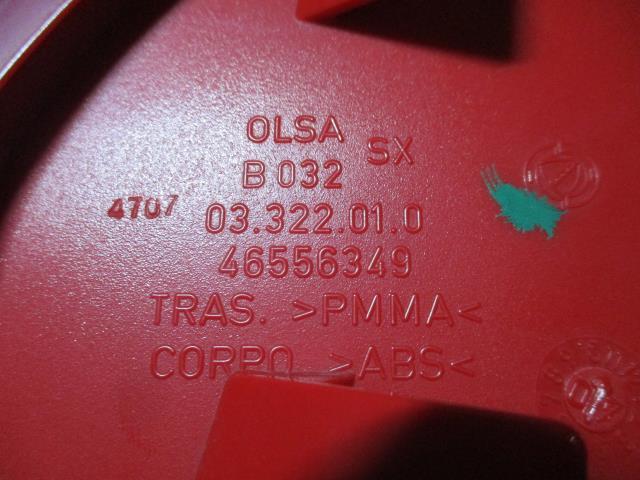 OLSA SX
B 032
4707 03.322.01.0
46556349
TRAS. >PMMA<
CORPO >ABS<